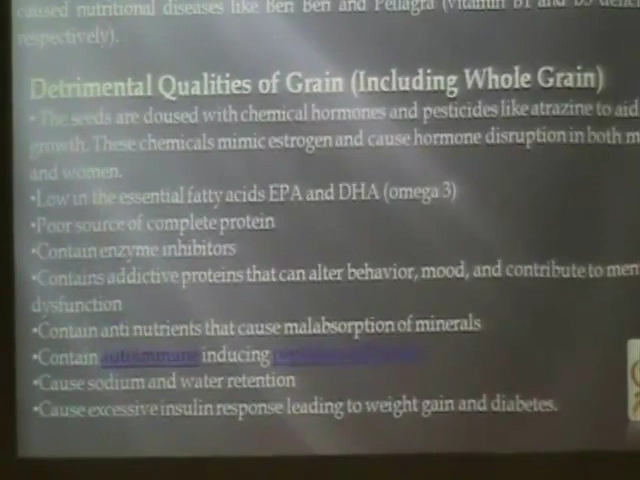 caused nutritional diseases like Beri Beri and Pellagra (vitamin B1 and B3
respectively).
Detrimental Qualities of Grain (Including Whole Grain)
•The seeds are doused with chemical hormones and pesticides like atrazine to aid
growth. These chemicals mimic estrogen and cause hormone disruption in both m
and women.
•Low in the essential fatty acids EPA and DHA (omega 3)
•Poor source of complete protein
•Contain enzyme inhibitors
•Contains addictive proteins that can alter behavior, mood, and contribute to men
dysfunction
•Contain anti nutrients that cause malabsorption of minerals
•Contain autoimmune inducing
•Cause sodium and water retention
•Cause excessive insulin response leading to weight gain and diabetes.